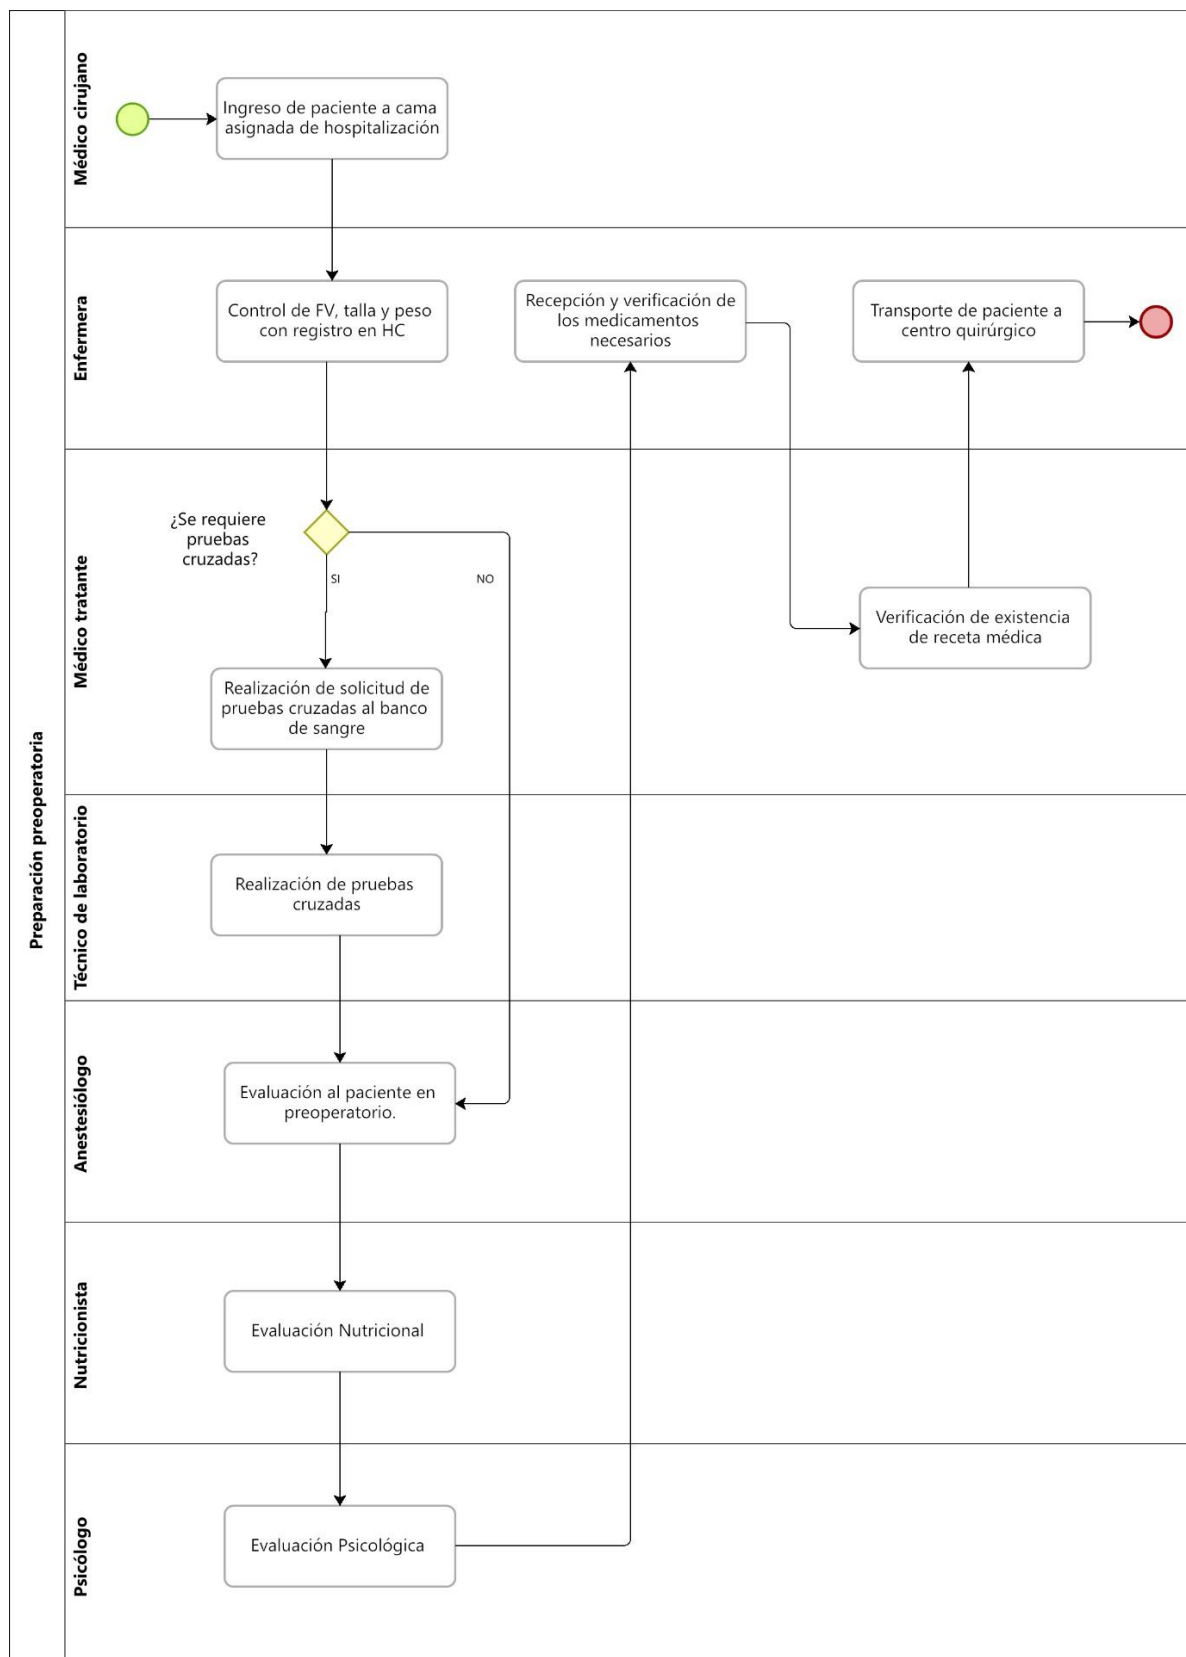 Preparación preoperatoria
Médico cirujano
Ingreso de paciente a cama
asignada de hospitalización
Enfermera
Control de FV, talla y peso
con registro en HC
Recepción y verificación de
los medicamentos
necesarios
Transporte de paciente a
centro quirúrgico
Médico tratante
¿Se requiere
pruebas
cruzadas?
SI
NO
Realización de solicitud de
pruebas cruzadas al banco
de sangre
Verificación de existencia
de receta médica
Técnico de laboratorio
Realización de pruebas
cruzadas
Anestesiólogo
Evaluación al paciente en
preoperatorio.
Nutricionista
Evaluación Nutricional
Psicólogo
Evaluación Psicológica